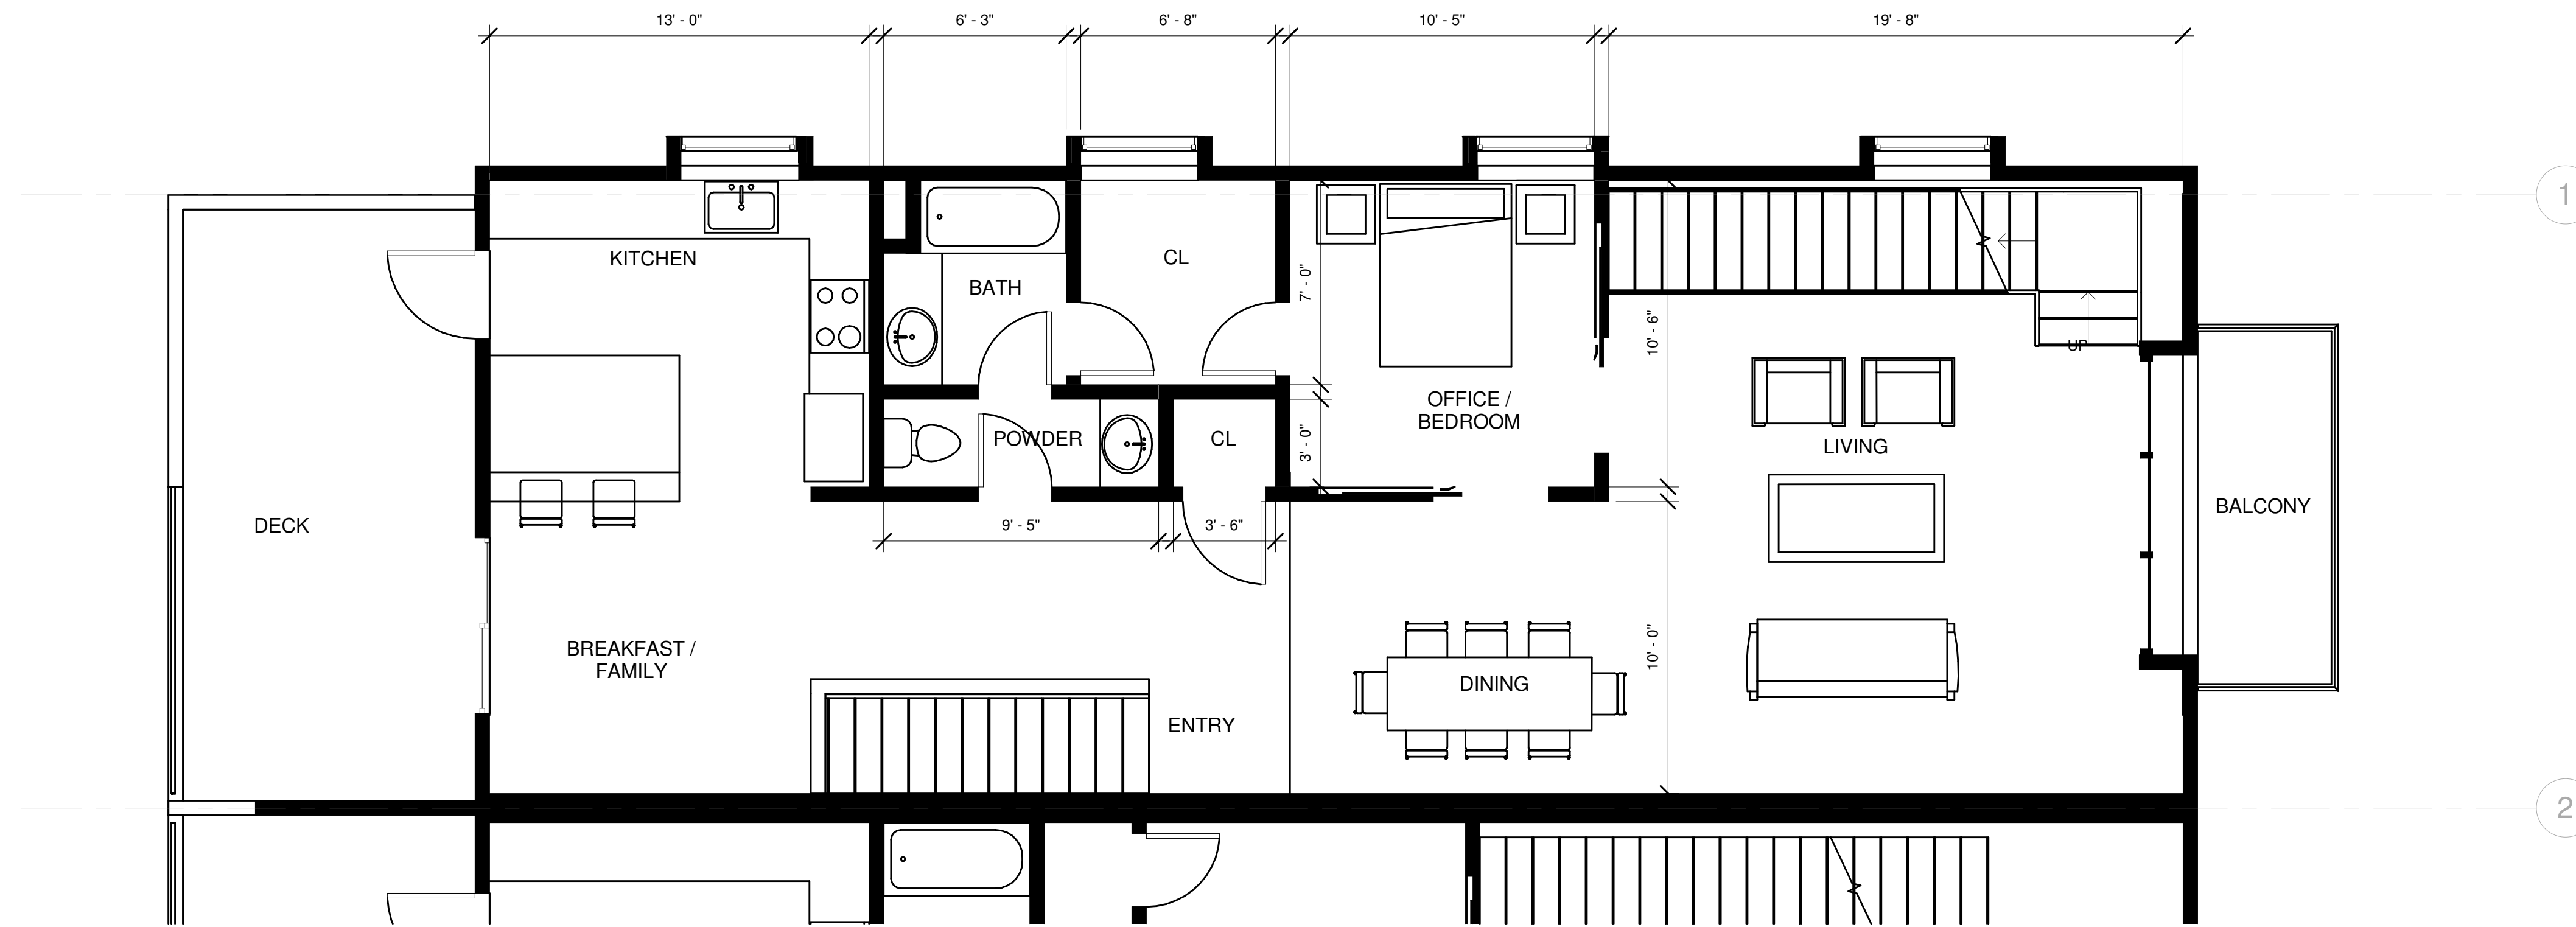 13' - 0"
6' - 3"
6' - 8"
10' - 5"
19' - 8"
1
KITCHEN
BATH
CL
7' - 0"
10' - 6"
UP
OFFICE /
BEDROOM
POWDER
CL
3' - 0"
LIVING
BALCONY
DECK
9' - 5"
3' - 6"
BREAKFAST /
FAMILY
10' - 0"
DINING
ENTRY
2